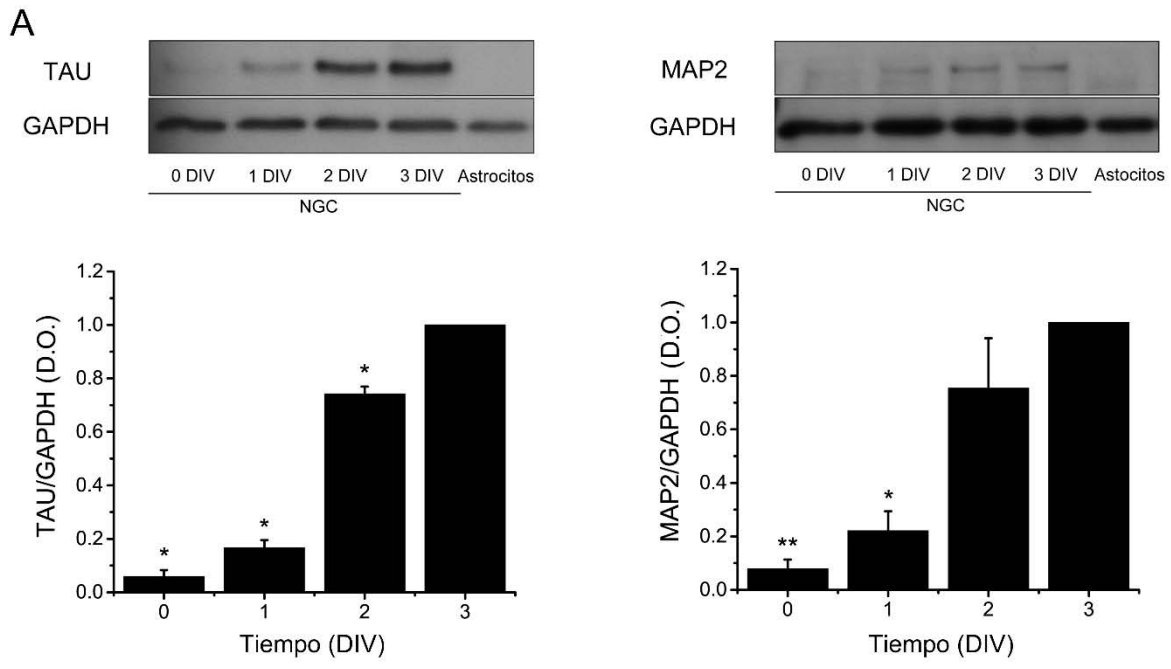 A
TAU
GAPDH
0 DIV 1 DIV 2 DIV 3 DIV Astrocitos
NGC
MAP2
GAPDH
0 DIV 1 DIV 2 DIV 3 DIV Astocitos
NGC
TAU/GAPDH (D.O.)
1.2
1.0
0.8
0.6
0.4
0.2
0.0
* * *
0 1 2 3
Tiempo (DIV)
MAP2/GAPDH (D.O.)
1.2
1.0
0.8
0.6
0.4
0.2
0.0
** *
0 1 2 3
Tiempo (DIV)